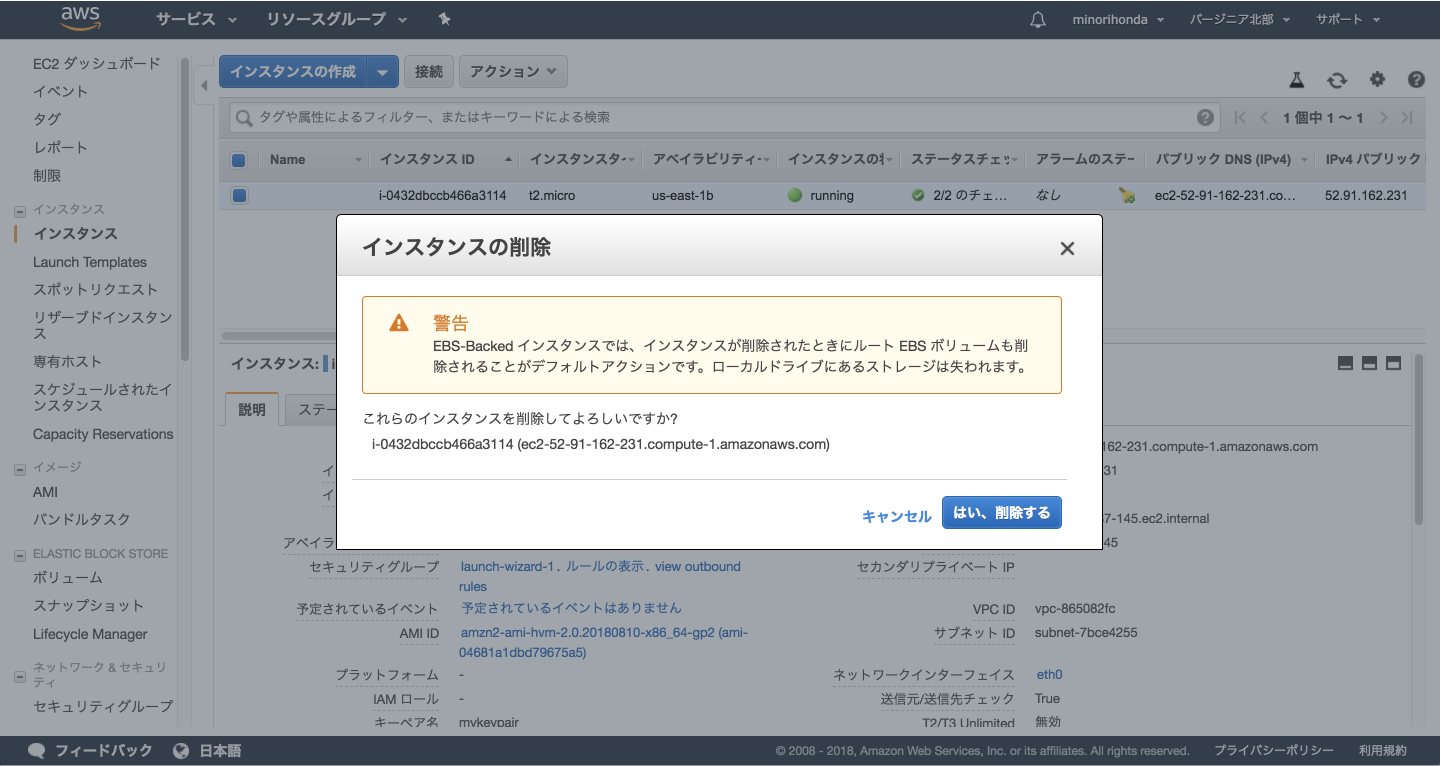 aws
サービス
リソースグループ
minorihonda
バージニア北部
サポート
EC2 ダッシュボード
イベント
タグ
レポート
制限
インスタンス
インスタンス
Launch Templates
スポットリクエスト
リザーブドインスタン
ス
専有ホスト
スケジュールされたイ
ンスタンス
Capacity Reservations
イメージ
AMI
バンドルタスク
ELASTIC BLOCK STORE
ボリューム
スナップショット
Lifecycle Manager
ネットワーク & セキュリ
ティ
セキュリティグループ
インスタンスの作成
接続
アクション
タグや属性によるフィルター、またはキーワードによる検索
1 個中 1 ~ 1
Name
インスタンス ID
インスタンスター
アベイラビリティー
インスタンスの
ステータスチェッ
アラームのステー
パブリック DNS (IPv4)
IPv4 パブリック
i-0432dbccb466a3114
t2.micro
us-east-1b
running
2/2 のチェ…
なし
ec2-52-91-162-231.co…
52.91.162.231
インスタンスの削除
警告
EBS-Backed インスタンスでは、インスタンスが削除されたときにルート EBS ボリュームも削
除されることがデフォルトアクションです。ローカルドライブにあるストレージは失われます。
これらのインスタンスを削除してよろしいですか?
i-0432dbccb466a3114 (ec2-52-91-162-231.compute-1.amazonaws.com)
キャンセル
はい、削除する
インスタンス: i
説明
ステー
162-231.compute-1.amazonaws.com
31
イ
イ
7-145.ec2.internal
アベイラ
45
セキュリティグループ
launch-wizard-1. ルールの表示. view outbound
rules
セカンダリプライベート IP
予定されているイベント
予定されているイベントはありません
VPC ID
vpc-865082fc
AMI ID
amzn2-ami-hvm-2.0.20180810-x86_64-gp2 (ami-
04681a1dbd79675a5)
サブネット ID
subnet-7bce4255
プラットフォーム
-
ネットワークインターフェイス
eth0
IAM ロール
-
送信元/送信先チェック
True
キーペア名
mykeypair
T2/T3 Unlimited
無効
フィードバック
日本語
© 2008 - 2018, Amazon Web Services, Inc. or its affiliates. All rights reserved.
プライバシーポリシー
利用規約